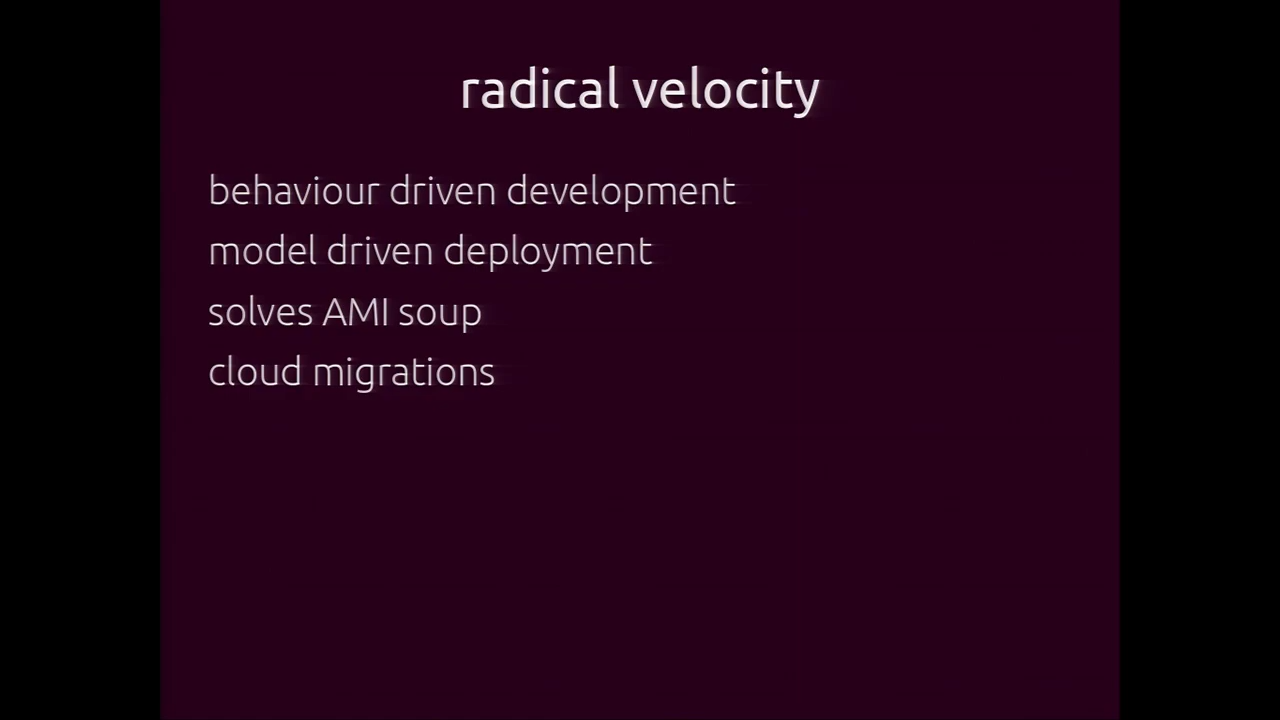 radical velocity
behaviour driven development
model driven deployment
solves AMI soup
cloud migrations